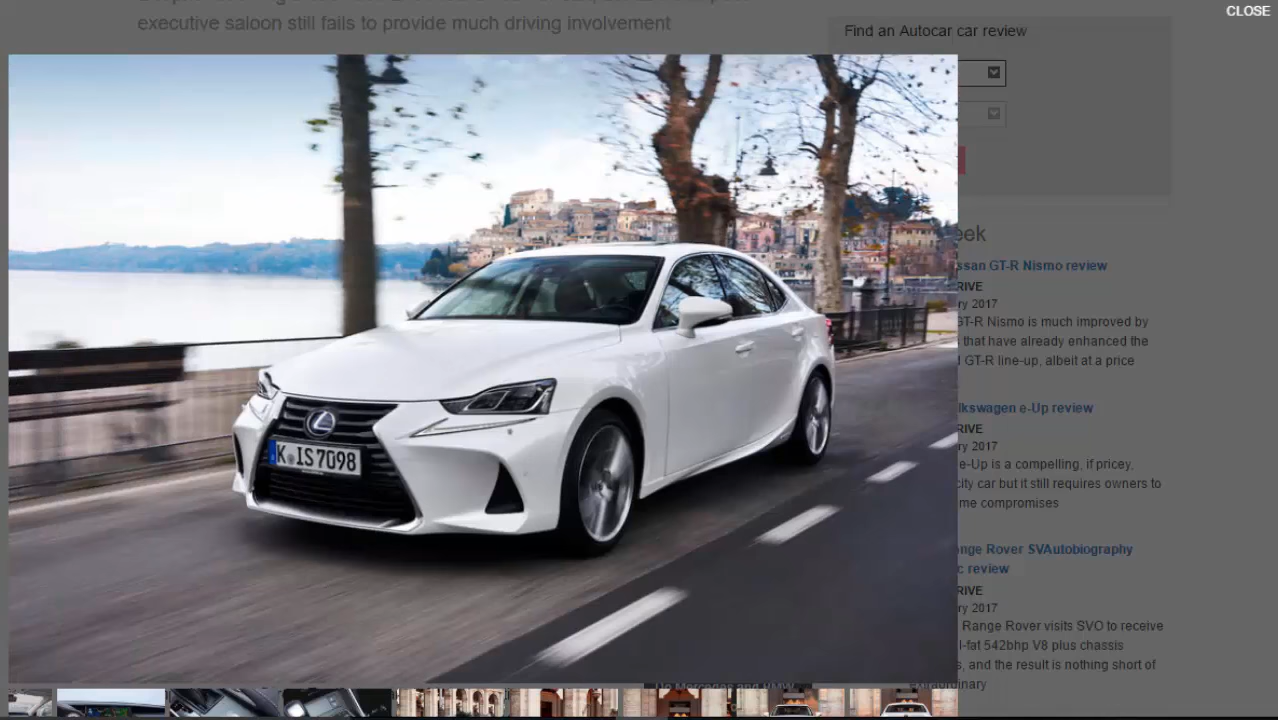 CLOSE
executive saloon still fails to provide much driving involvement
Find an Autocar car review
K IS 7098
eek
ssan GT-R Nismo review
RIVE
ry 2017
GT-R Nismo is much improved by
that have already enhanced the
GT-R line-up, albeit at a price
lkswagen e-Up review
RIVE
ry 2017
e-Up is a compelling, if pricey,
city car but it still requires owners to
me compromises
ange Rover SVAutobiography
c review
RIVE
ry 2017
Range Rover visits SVO to receive
l-fat 542bhp V8 plus chassis
s, and the result is nothing short of
extraordinary